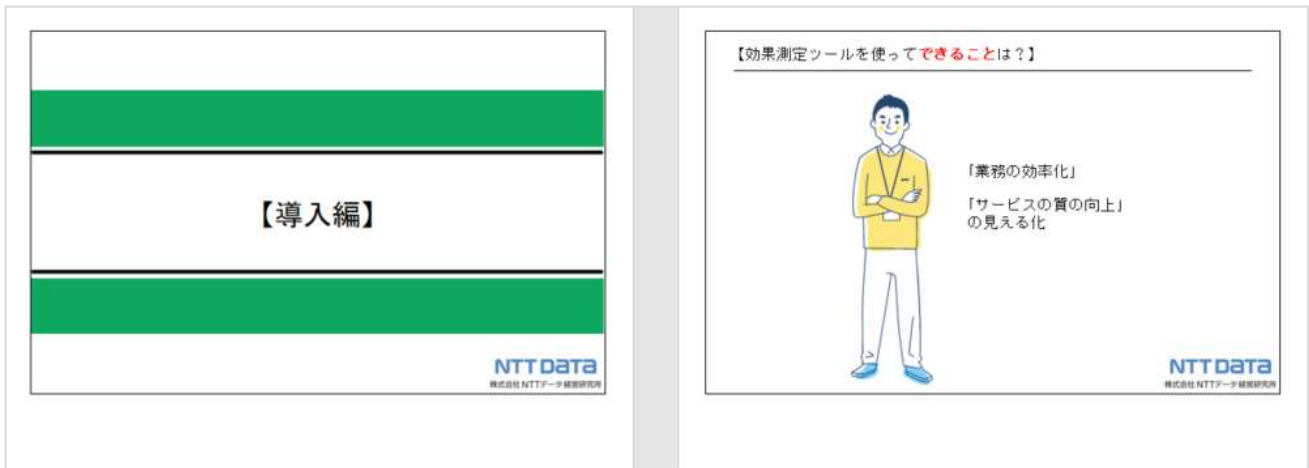 【導入編】
NTT DATA
株式会社 NTTデータ経営研究所
【効果測定ツールを使ってできることは？】
「業務の効率化」
「サービスの質の向上」
の見える化
NTT DATA
株式会社 NTTデータ経営研究所